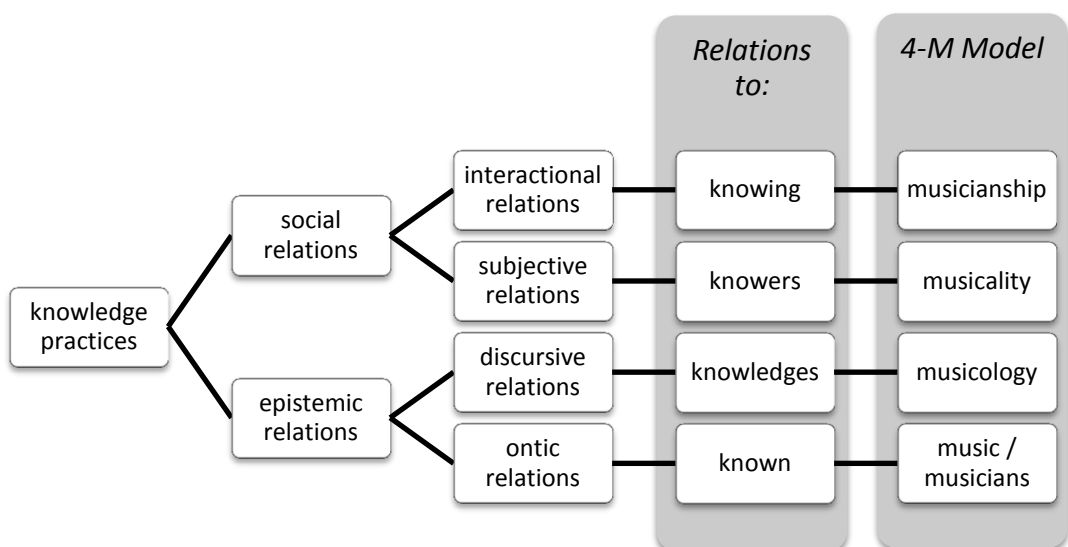 Relations
to:
4-M Model
interactional
relations
knowing
musicianship
social
relations
subjective
relations
knowers
musicality
knowledge
practices
discursive
relations
knowledges
musicology
epistemic
relations
ontic
relations
known
music /
musicians